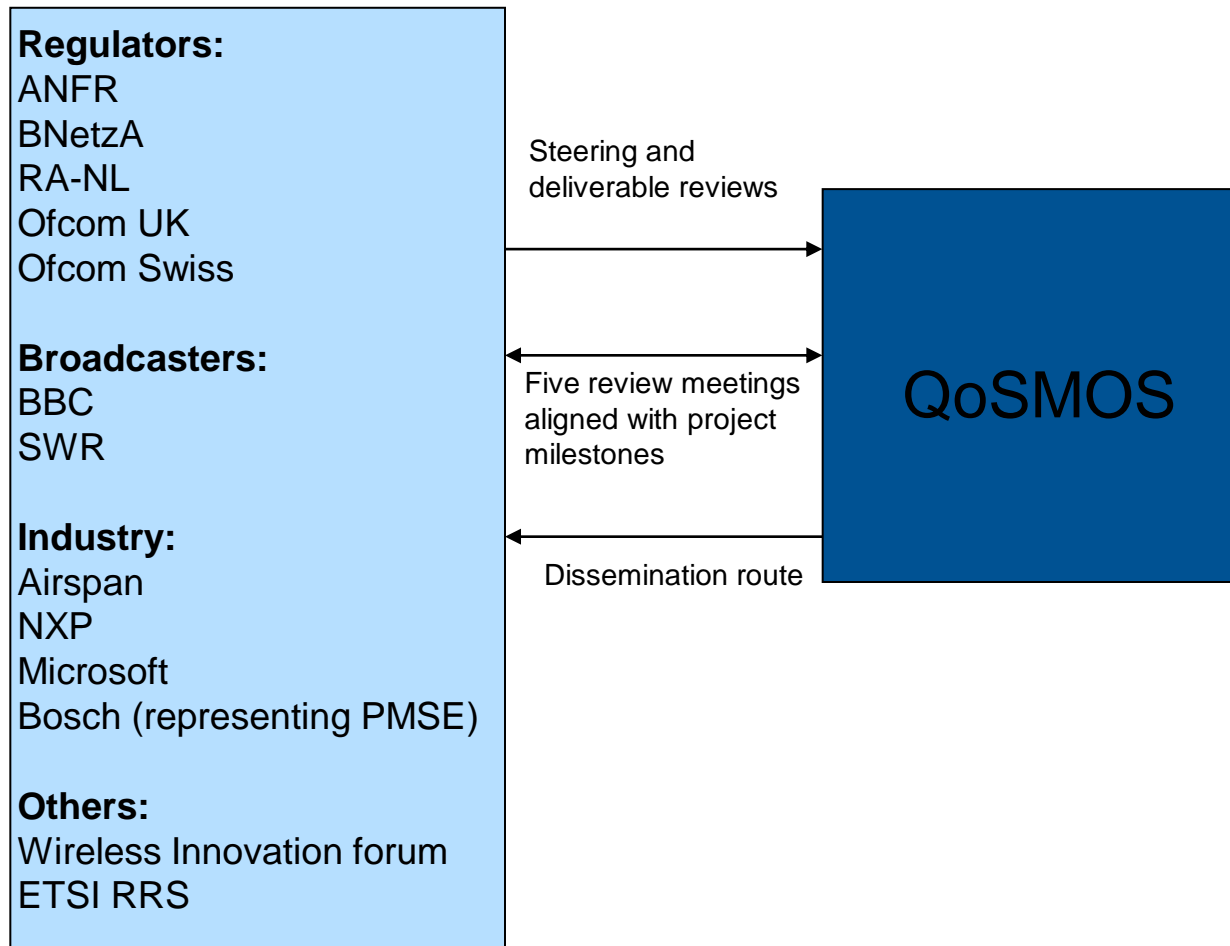 Regulators:
ANFR
BNetzA
RA-NL
Ofcom UK
Ofcom Swiss
Broadcasters:
BBC
SWR
Industry:
Airspan
NXP
Microsoft
Bosch (representing PMSE)
Others:
Wireless Innovation forum
ETSI RRS
Steering and
deliverable reviews
Five review meetings
aligned with project
milestones
Dissemination route
QoSMOS